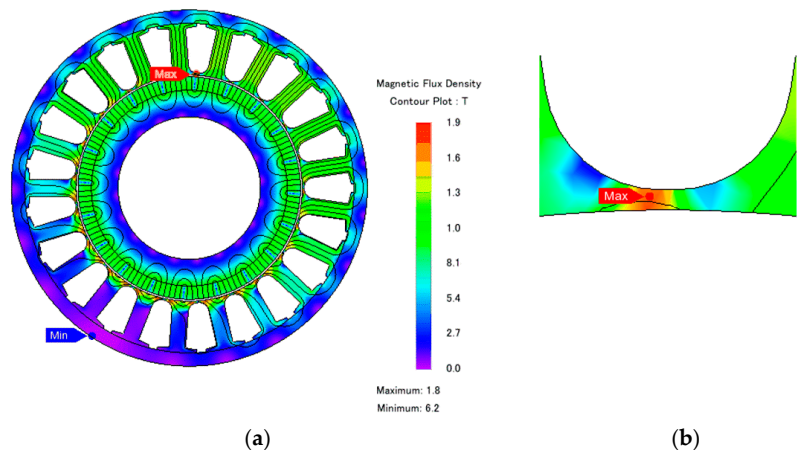 Max
Min
Magnetic Flux Density
Contour Plot : T
1.9
1.6
1.3
1.0
8.1
5.4
2.7
0.0
Maximum: 1.8
Minimum: 6.2
Max
(a)
(b)